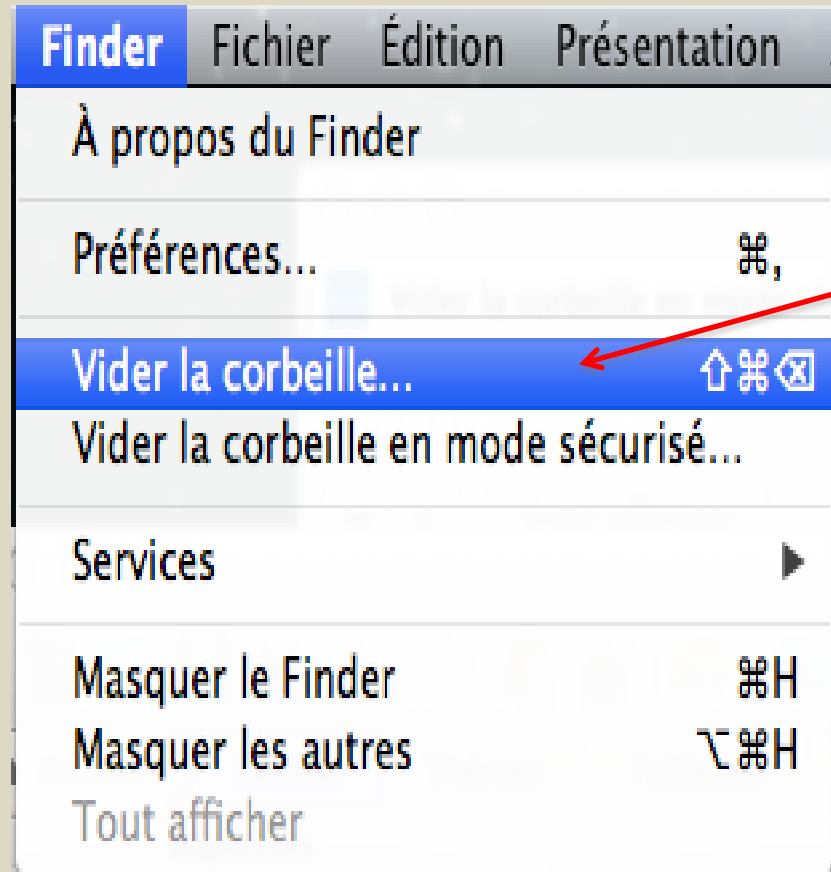 Finder Fichier Édition Présentation
À propos du Finder
Préférences... ⌘,
Vider la corbeille... ⇧⌘⌫
Vider la corbeille en mode sécurisé...
Services ▶
Masquer le Finder ⌘H
Masquer les autres ⌥⌘H
Tout afficher